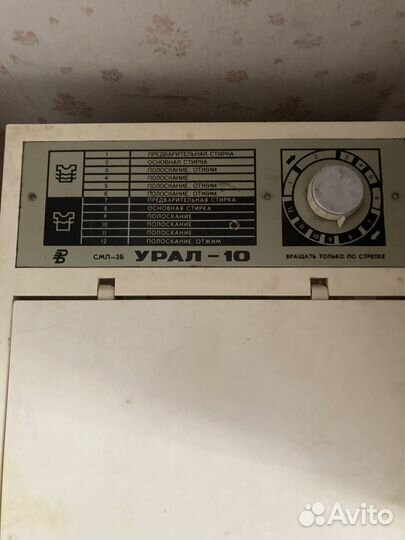 1 ПРЕДВАРИТЕЛЬНАЯ СТИРКА
2 ОСНОВНАЯ СТИРКА
3 ПОЛОСКАНИЕ. ОТЖИМ
4 ПОЛОСКАНИЕ
5 ПОЛОСКАНИЕ. ОТЖИМ
6 ПОЛОСКАНИЕ. ОТЖИМ
7 ПРЕДВАРИТЕЛЬНАЯ СТИРКА
8 ОСНОВНАЯ СТИРКА
9 ПОЛОСКАНИЕ
10 ПОЛОСКАНИЕ
11 ПОЛОСКАНИЕ
12 ПОЛОСКАНИЕ. ОТЖИМ
СМП-3Б УРАЛ-10
ВРАЩАТЬ ТОЛЬКО ПО СТРЕЛКЕ
Avito